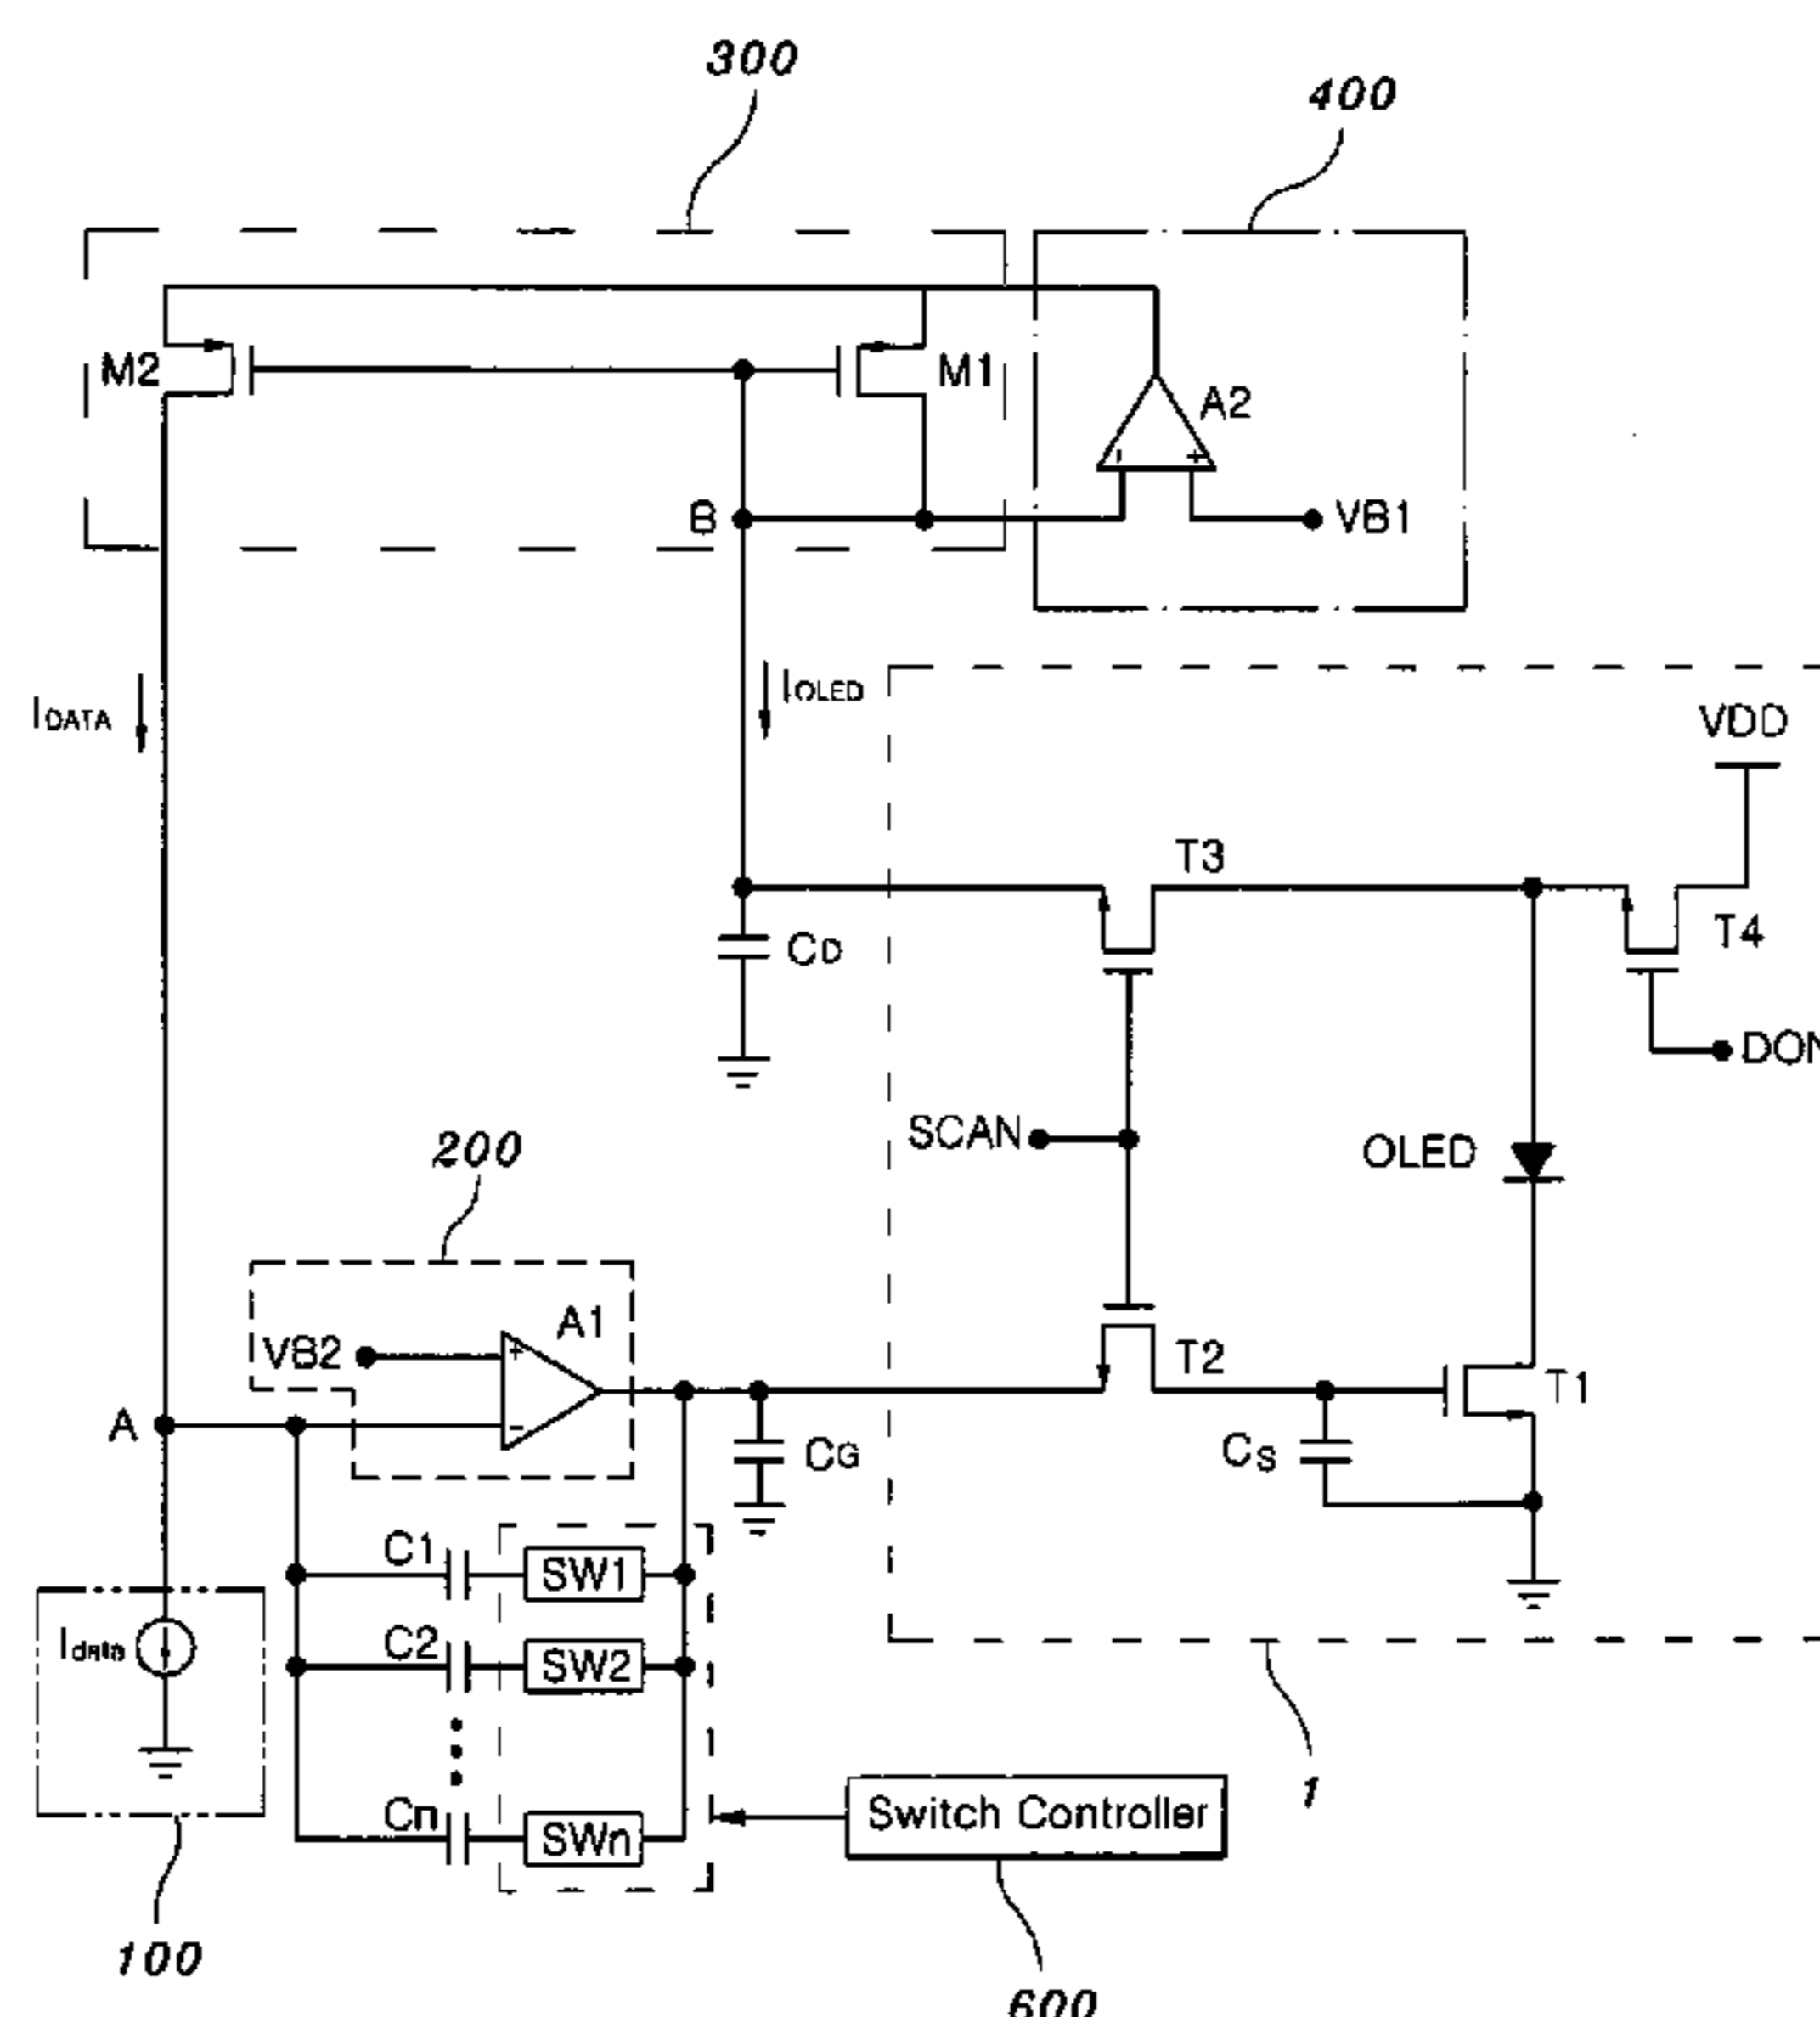 300
400
M2
M1
A2
B
VB1
IDATA
IOLED
VDD
T3
T4
CD
DON
SCAN
OLED
200
A1
VB2
T2
T1
A
CG
CS
C1
SW1
Idata
C2
SW2
Cn
SWn
Switch Controller
1
100
600